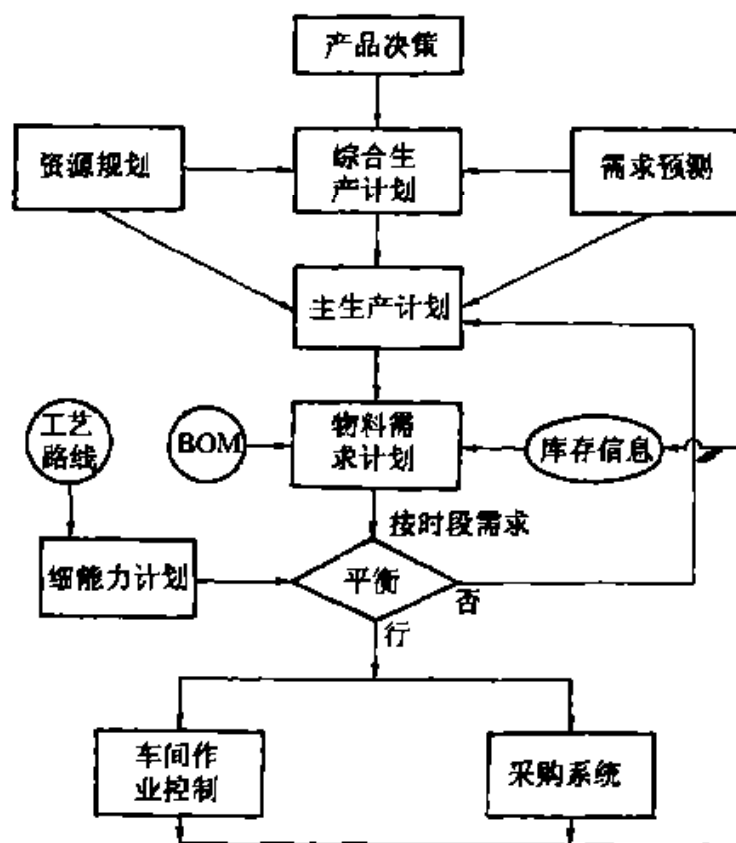 产品决策
资源规划
综合生
产计划
需求预测
主生产计划
工艺
路线
BOM
物料需
求计划
库存信息
按时段需求
细能力计划
平衡
否
行
车间作
业控制
采购系统